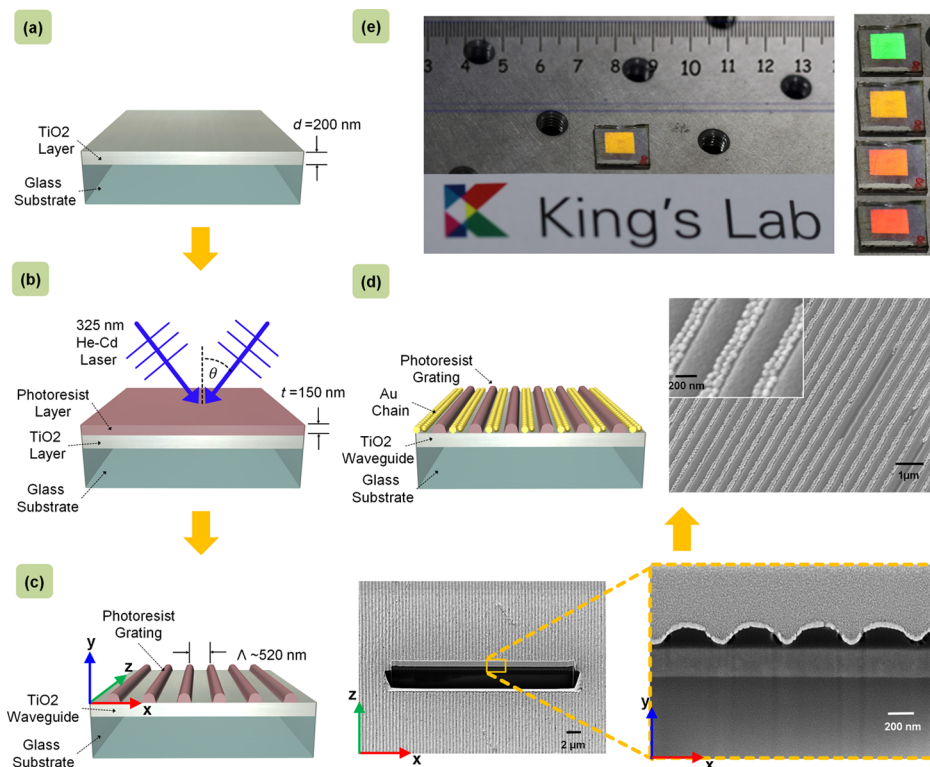 (a)
TiO2
Layer
Glass
Substrate
d =200 nm
(b)
325 nm
He-Cd
Laser
θ
Photoresist
Layer
t = 150 nm
TiO2
Layer
Glass
Substrate
(c)
Photoresist
Grating
Λ ~520 nm
y
z
x
TiO2
Waveguide
Glass
Substrate
(e)
3 4 5 6 7 8 9 10 11 12 13
King's Lab
(d)
Photoresist
Grating
Au
Chain
TiO2
Waveguide
Glass
Substrate
200 nm
1μm
z
x
2 μm
y
x
200 nm